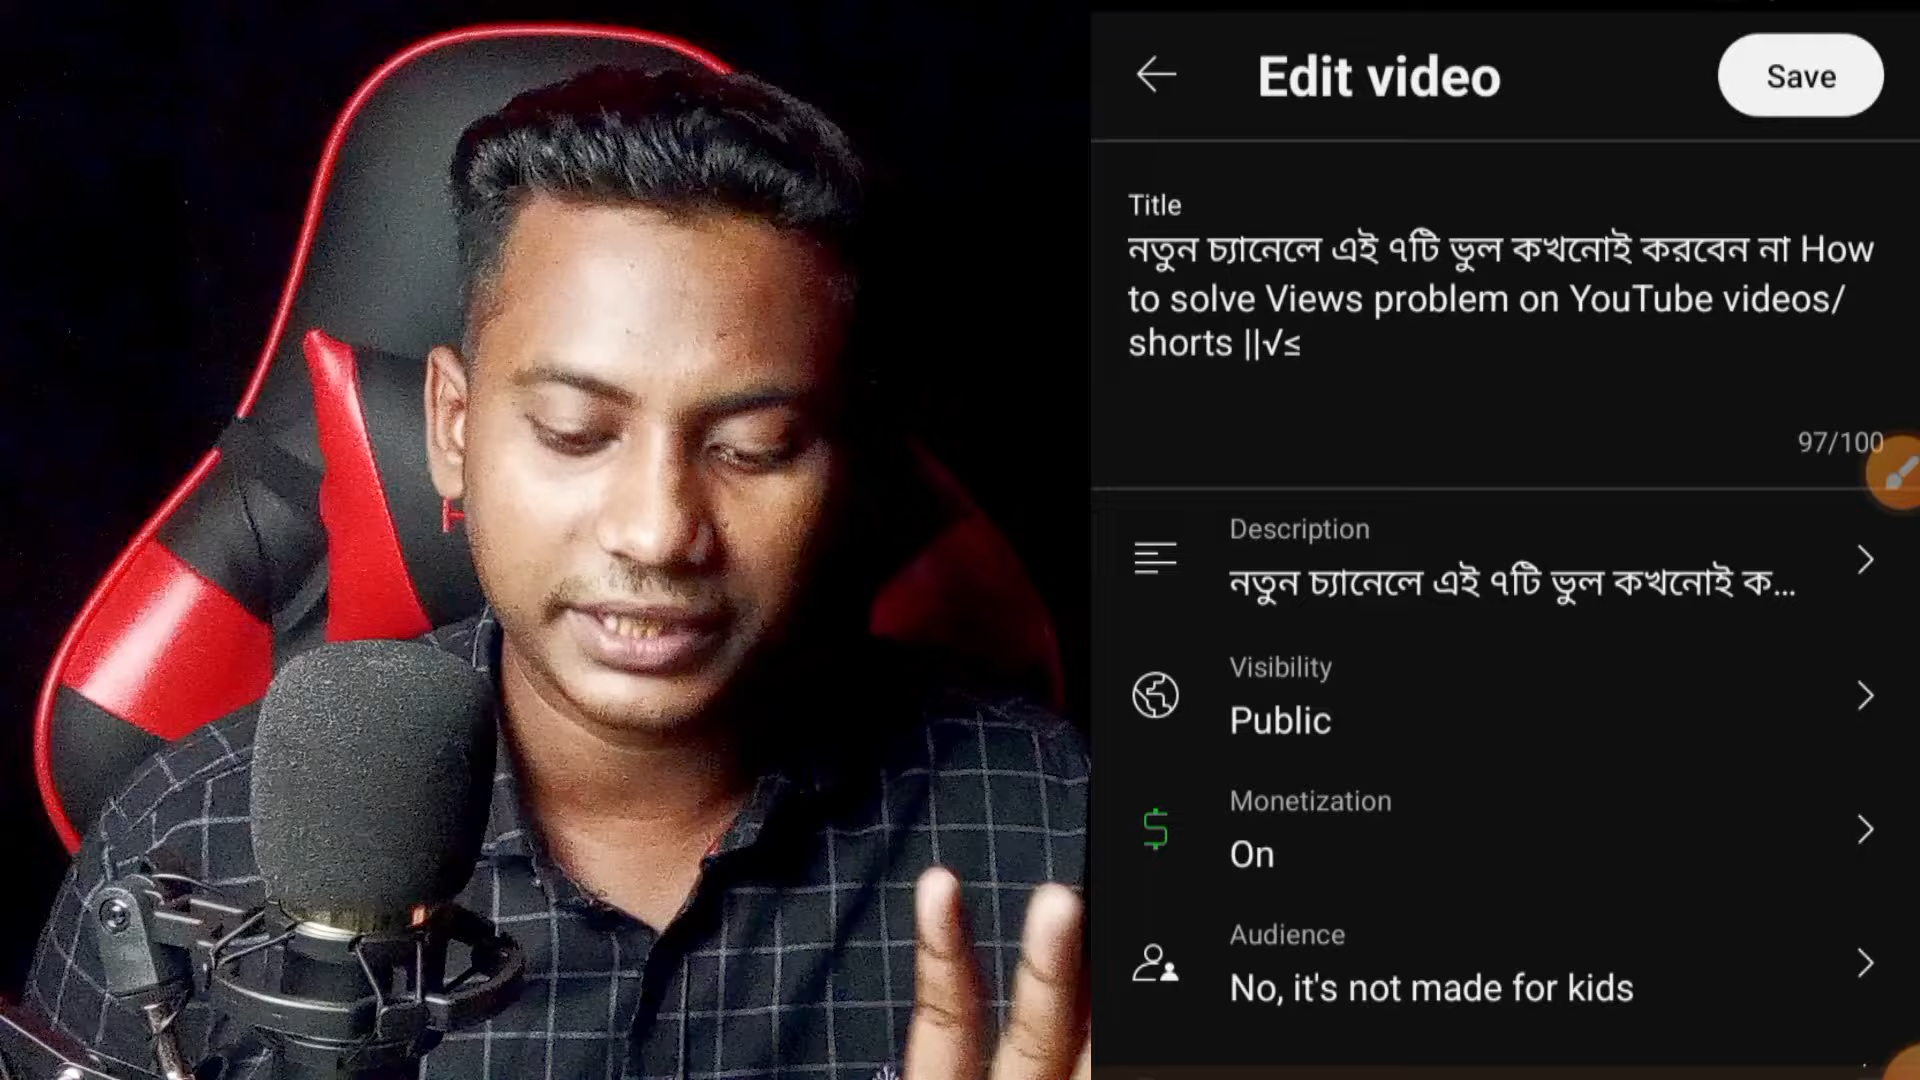 Edit video
Save
Title
নতুন চ্যানেলে এই ৭টি ভুল কখনোই করবেন না How
to solve Views problem on YouTube videos/
shorts ||√≤
97/100
Description
নতুন চ্যানেলে এই ৭টি ভুল কখনোই ক...
Visibility
Public
Monetization
On
Audience
No, it's not made for kids